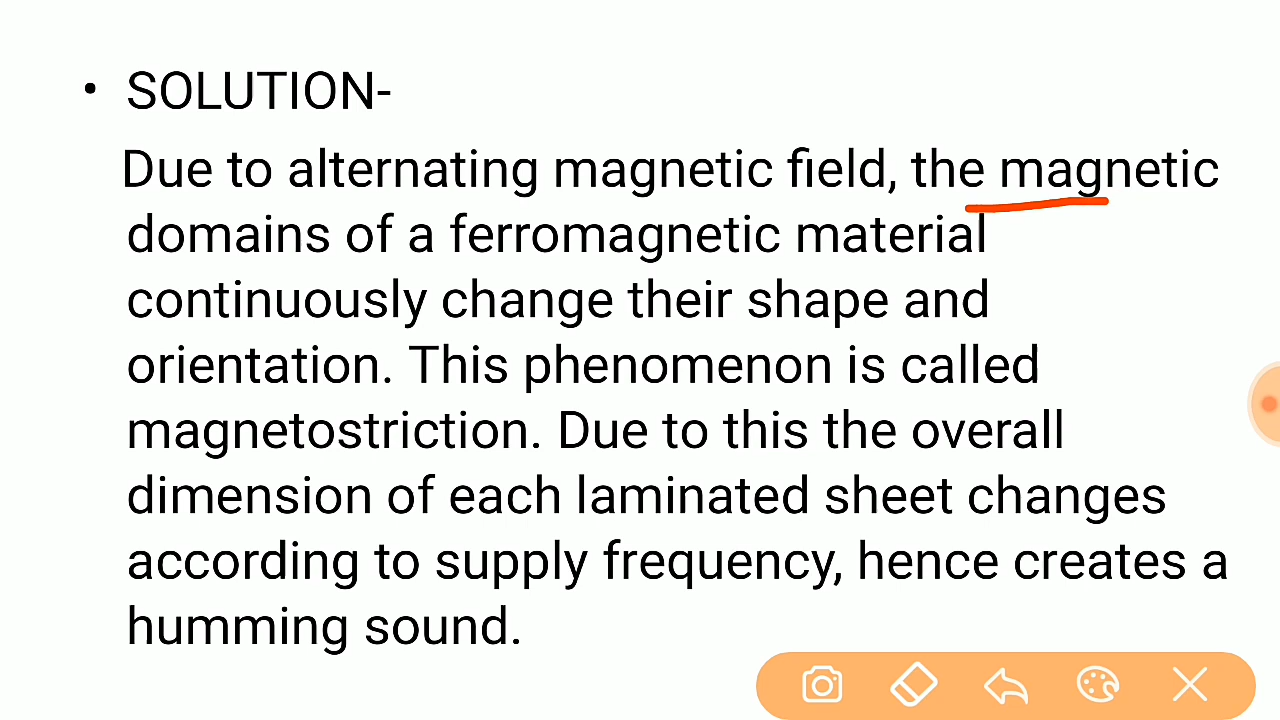 • SOLUTION-
Due to alternating magnetic field, the magnetic
domains of a ferromagnetic material
continuously change their shape and
orientation. This phenomenon is called
magnetostriction. Due to this the overall
dimension of each laminated sheet changes
according to supply frequency, hence creates a
humming sound.